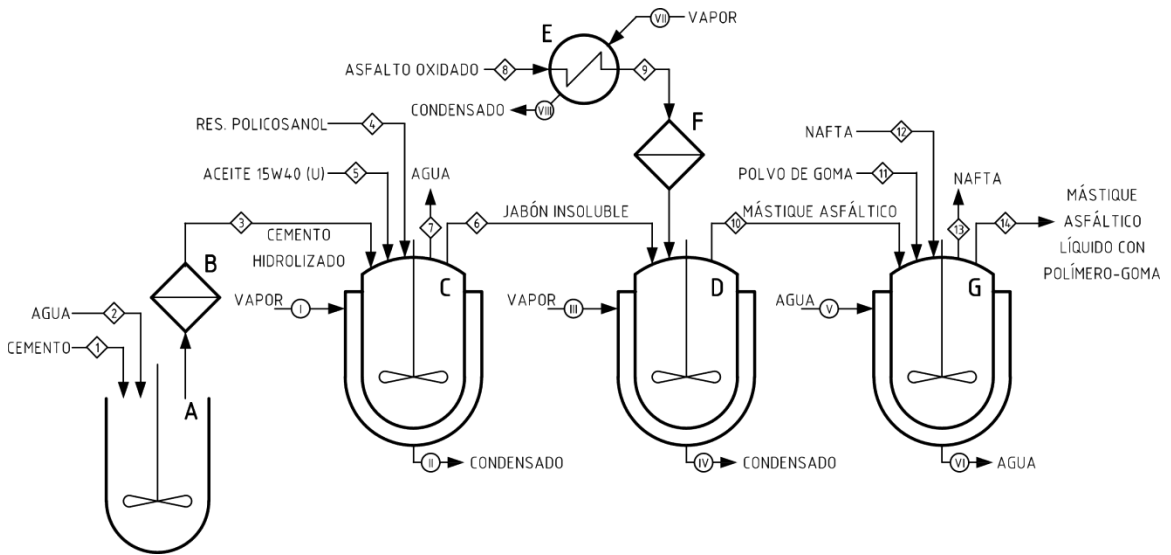 E
VII
VAPOR
ASFALTO OXIDADO
8
9
CONDENSADO
VIII
RES. POLICOSANOL
4
F
NAFTA
12
ACEITE 15W40 (U)
5
AGUA
POLVO DE GOMA
11
NAFTA
MÁSTIQUE
ASFÁLTICO
LÍQUIDO CON
POLÍMERO-GOMA
3
CEMENTO
HIDROLIZADO
7
6
JABÓN INSOLUBLE
10
MÁSTIQUE ASFÁLTICO
13
14
B
C
D
G
VAPOR
I
VAPOR
III
AGUA
V
AGUA
2
CEMENTO
1
A
II
CONDENSADO
IV
CONDENSADO
VI
AGUA